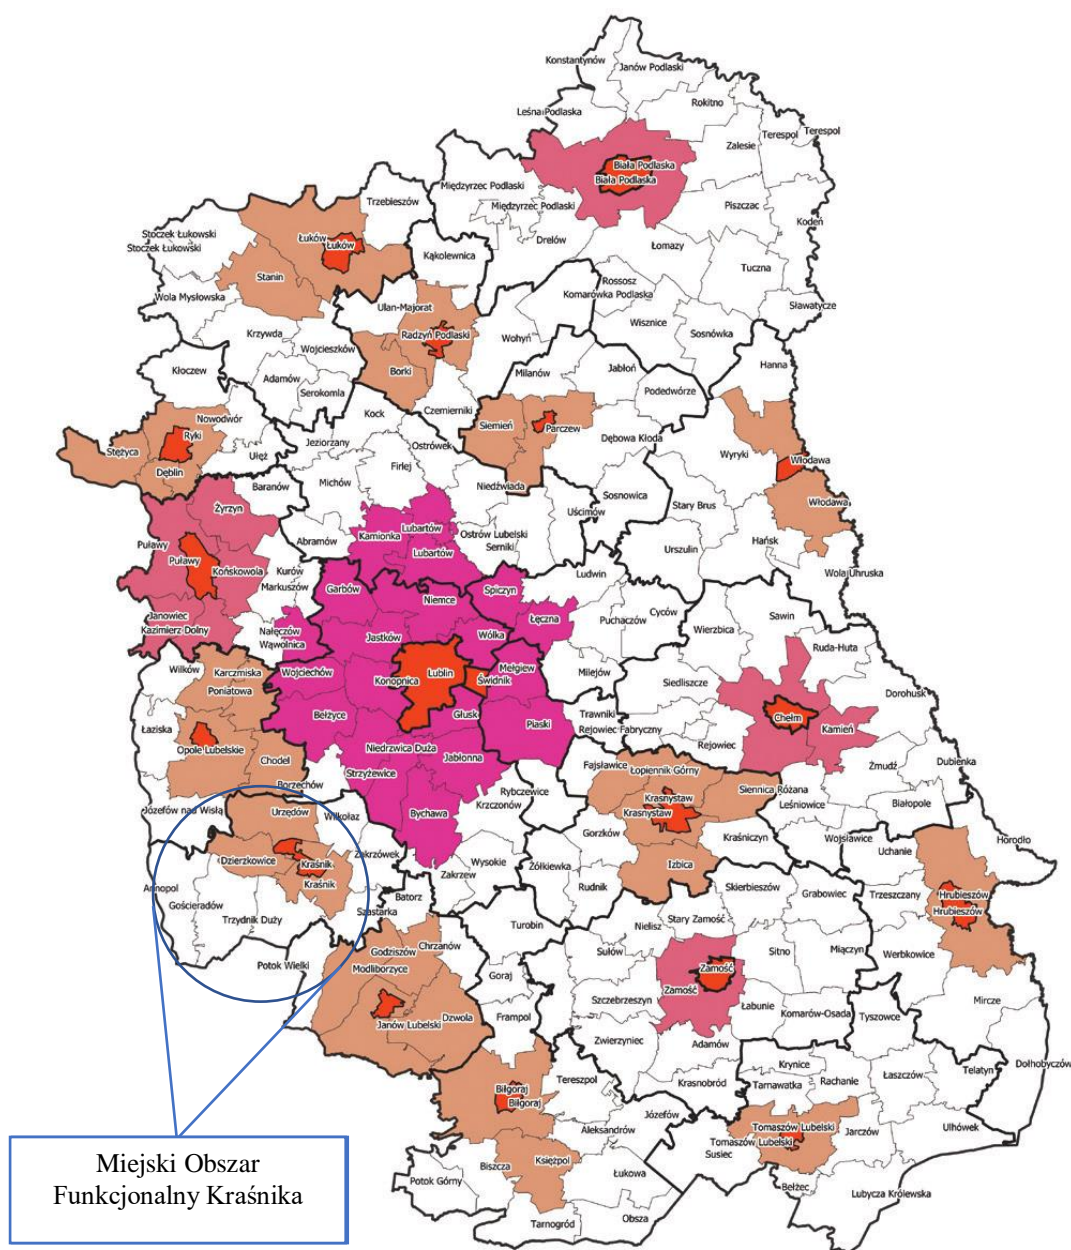 Konstantynów
Janów Podlaski
Rokitno
Leśna Podlaska
Terespol
Terespol
Zalesie
Biała Podlaska
Biała Podlaska
Międzyrzec Podlaski
Międzyrzec Podlaski
Piszczac
Kodeń
Trzebieszów
Drelów
Łomazy
Stoczek Łukowski
Stoczek Łukowski
Łuków
Łuków
Kąkolewnica
Tuczna
Stanin
Rossosz
Komarówka Podlaska
Wola Mysłowska
Ulan-Majorat
Sławatycze
Wisznice
Sosnówka
Krzywda
Radzyń Podlaski
Wohyń
Wojcieszków
Hanna
Kłoczew
Borki
Milanów
Jabłoń
Adamów
Podedwórze
Serokomla
Kock
Czemierniki
Nowodwór
Siemień
Parczew
Ryki
Jeziorzany
Ostrówek
Dębowa Kłoda
Stężyca
Ułęż
Wyryki
Włodawa
Dęblin
Firlej
Michów
Niedźwiada
Baranów
Sosnowica
Włodawa
Żyrzyn
Stary Brus
Uścimów
Lubartów
Ostrów Lubelski
Abramów
Kamionka
Serniki
Puławy
Lubartów
Hańsk
Puławy
Urszulin
Końskowola
Kurów
Ludwin
Wola Uhruska
Markuszów
Garbów
Niemce
Spiczyn
Cyców
Janowiec
Łęczna
Puchaczów
Sawin
Kazimierz Dolny
Nałęczów
Jastków
Wólka
Wierzbica
Wąwolnica
Ruda-Huta
Wilków
Wojciechów
Mełgiew
Karczmiska
Lublin
Milejów
Siedliszcze
Poniatowa
Konopnica
Świdnik
Dorohusk
Bełżyce
Głusk
Trawniki
Chełm
Łaziska
Piaski
Rejowiec Fabryczny
Kamień
Opole Lubelskie
Niedrzwica Duża
Rejowiec
Chodel
Jabłonna
Fajsławice
Łopiennik Górny
Dubienka
Strzyżewice
Żmudź
Borzechów
Rybczewice
Siennica Różana
Krasnystaw
Józefów nad Wisłą
Krzczonów
Leśniowice
Białopole
Urzędów
Bychawa
Krasnystaw
Wilkołaz
Gorzków
Kraśniczyn
Wojsławice
Horodło
Zakrzówek
Uchanie
Dzierzkowice
Kraśnik
Wysokie
Żółkiewka
Izbica
Kraśnik
Zakrzew
Annopol
Rudnik
Skierbieszów
Trzeszczany
Hrubieszów
Batorz
Grabowiec
Gościeradów
Szastarka
Hrubieszów
Trzydnik Duży
Stary Zamość
Turobin
Nielisz
Chrzanów
Godziszów
Sułów
Sitno
Miączyn
Werbkowice
Potok Wielki
Modliborzyce
Zamość
Goraj
Szczebrzeszyn
Zamość
Mircze
Dzwola
Łabunie
Janów Lubelski
Frampol
Komarów-Osada
Tyszowce
Zwierzyniec
Adamów
Dołhobyczów
Krynice
Telatyn
Tereszpol
Łaszczów
Krasnobród
Tarnawatka
Rachanie
Biłgoraj
Biłgoraj
Józefów
Aleksandrów
Tomaszów Lubelski
Ulhówek
Tomaszów Lubelski
Jarczów
Susiec
Księżpol
Biszcza
Łukowa
Bełżec
Potok Górny
Lubycza Królewska
Obsza
Tarnogród
Miejski Obszar
Funkcjonalny Kraśnika